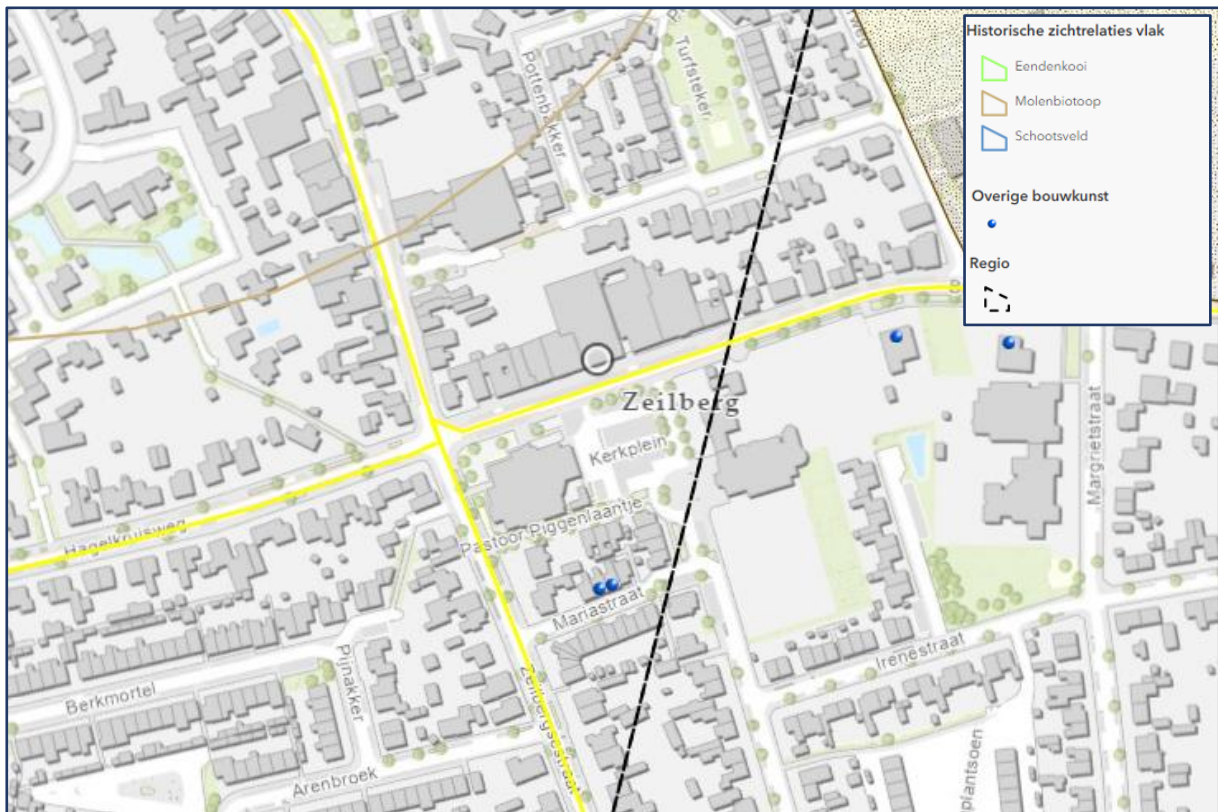 Historische zichtrelaties vlak
Eendenkooi
Molenbiotoop
Schootsveld
Overige bouwkunst
Regio
Pottenbakker
Turfsteker
Zeilberg
Kerkplein
Margrietstraat
Hagelkruisweg
Pastoor Piggenlaantje
Mariastraat
Irenestraat
Pijnakker
Berkmortel
Zeilbergsestraat
Arenbroek
plantsoen